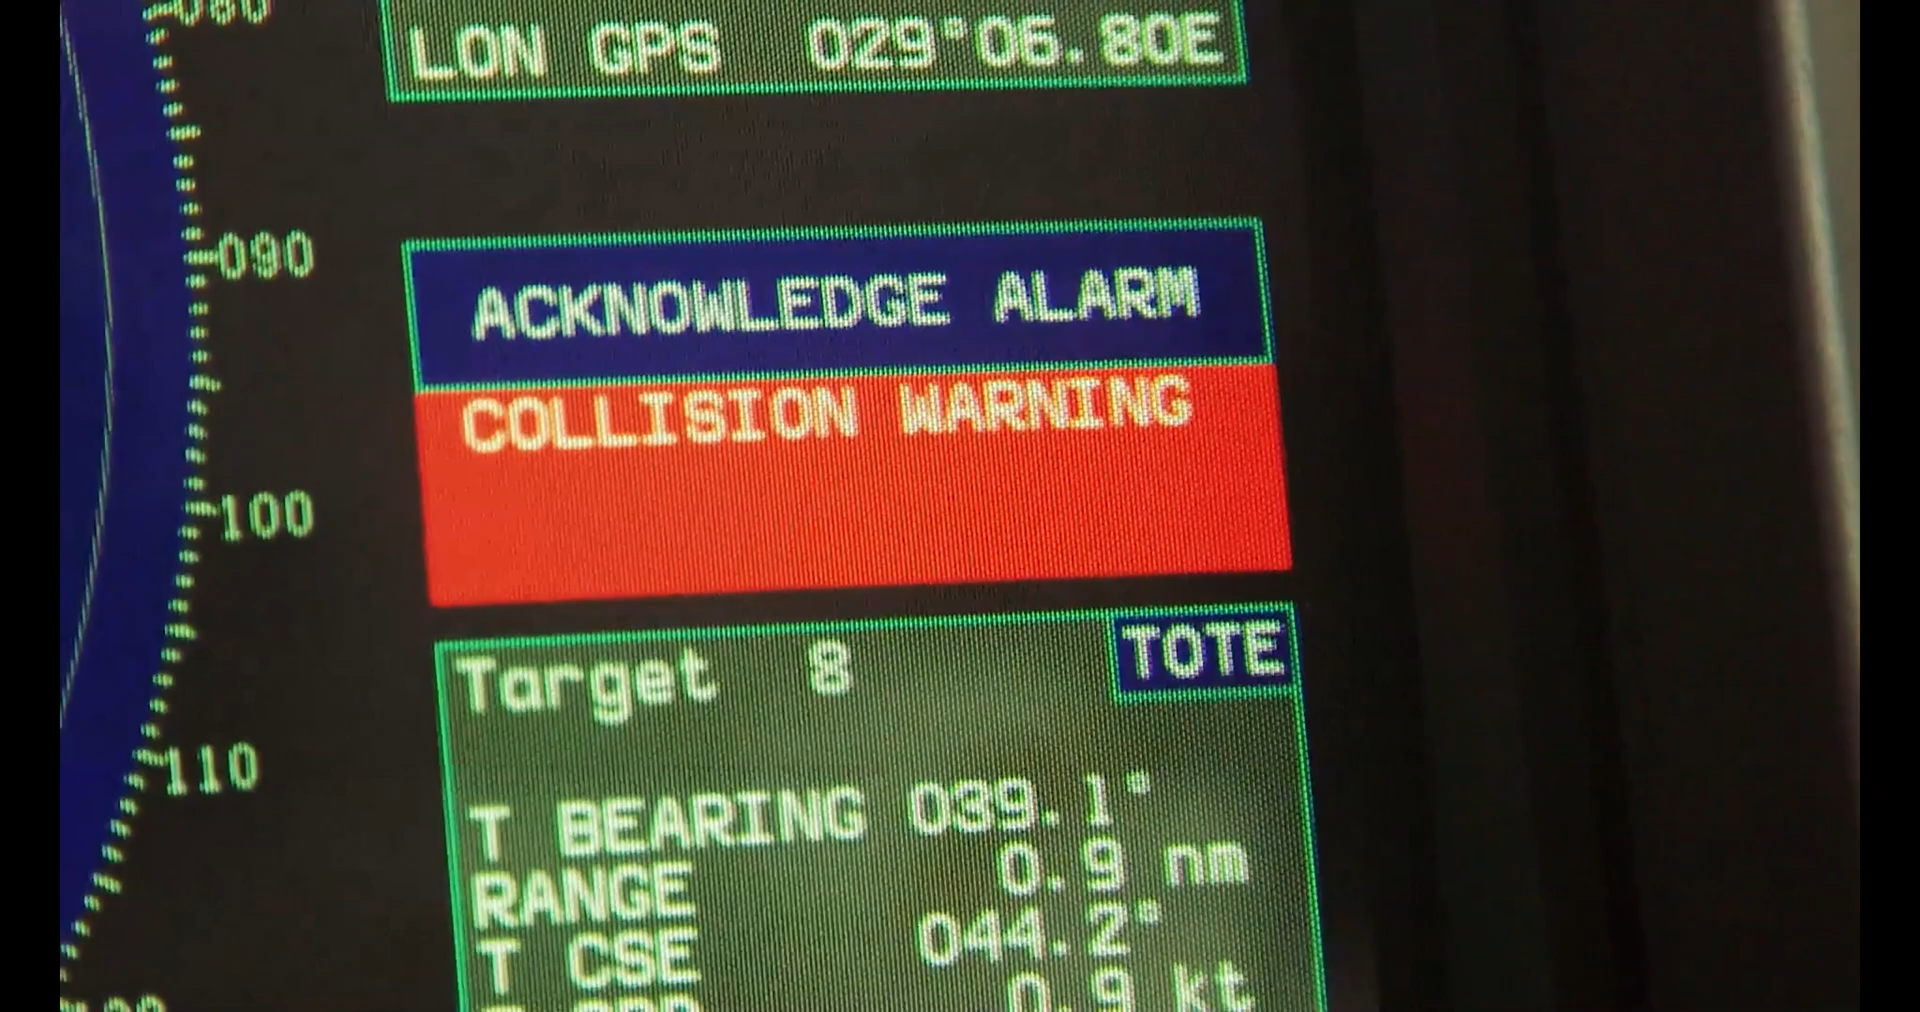 080
LON GPS 029°06.80E
090
ACKNOWLEDGE ALARM
COLLISION WARNING
100
Target 8 TOTE
110
T BEARING 039.1°
RANGE 0.9 nm
T CSE 044.2°
0.9 kt